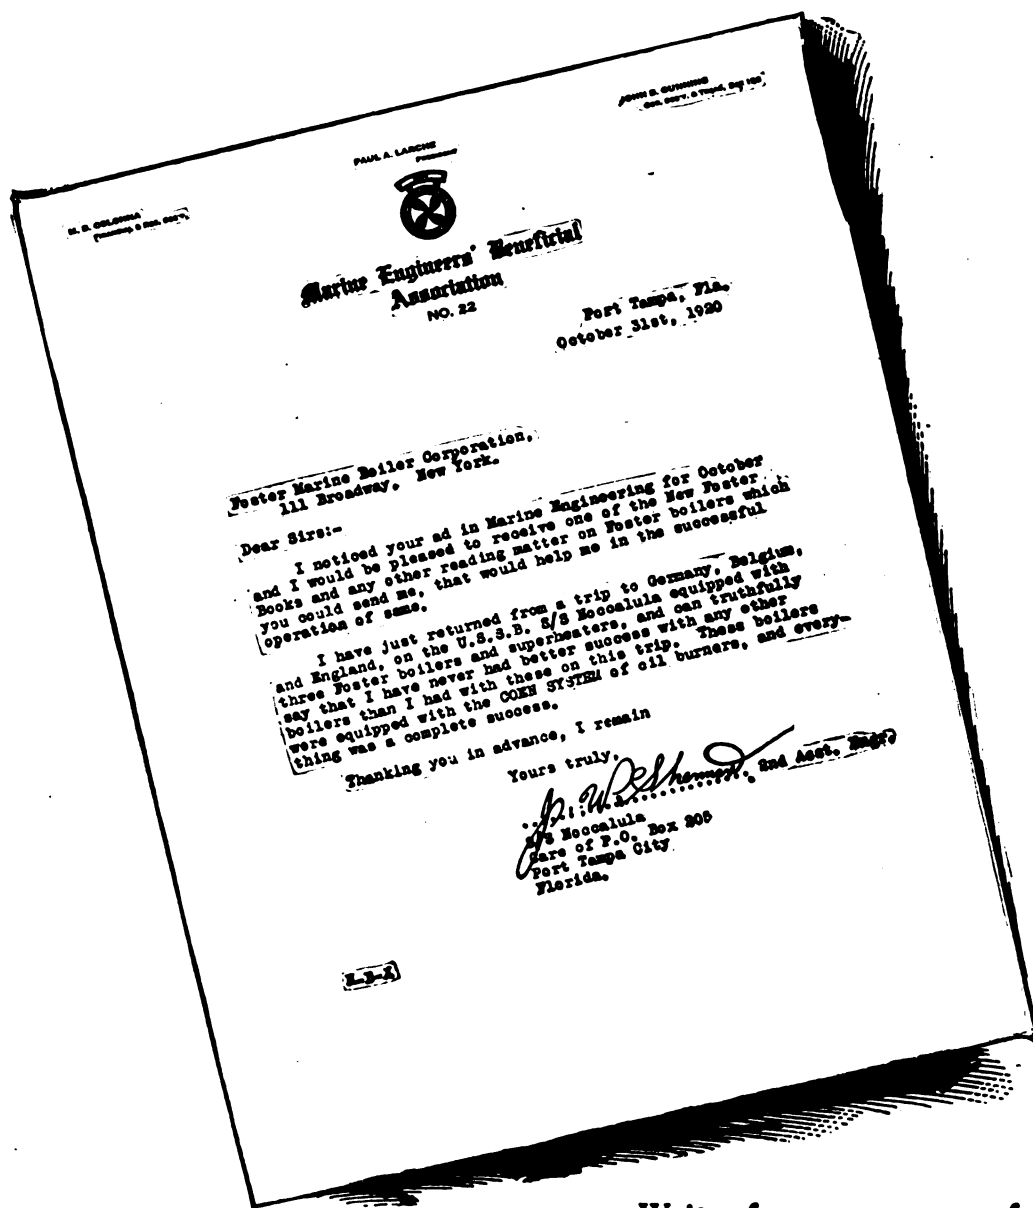 JOHN D. GUNNING
PAUL A. LARCHE
President
Marine Engineers' Beneficial
Association
NO. 22
Port Tampa, Fla.
October 31st, 1920
Foster Marine Boiler Corporation,
111 Broadway, New York.
Dear Sirs:-
I noticed your ad in Marine Engineering for October
and I would be pleased to receive one of the New Foster
Books and any other reading matter on Foster boilers which
you could send me, that would help me in the successful
operation of same.
I have just returned from a trip to Germany, Belgium,
and England, on the U.S.S.B. S/S Noccalula equipped with
three Foster boilers and superheaters, and can truthfully
say that I have never had better success with any other
boilers than I had with these on this trip. These boilers
were equipped with the COEN SYSTEM of oil burners, and every-
thing was a complete success.
Thanking you in advance, I remain
Yours truly,
2nd Asst. Engr.
S/S Noccalula
Care of P.O. Box 205
Port Tampa City
Florida.